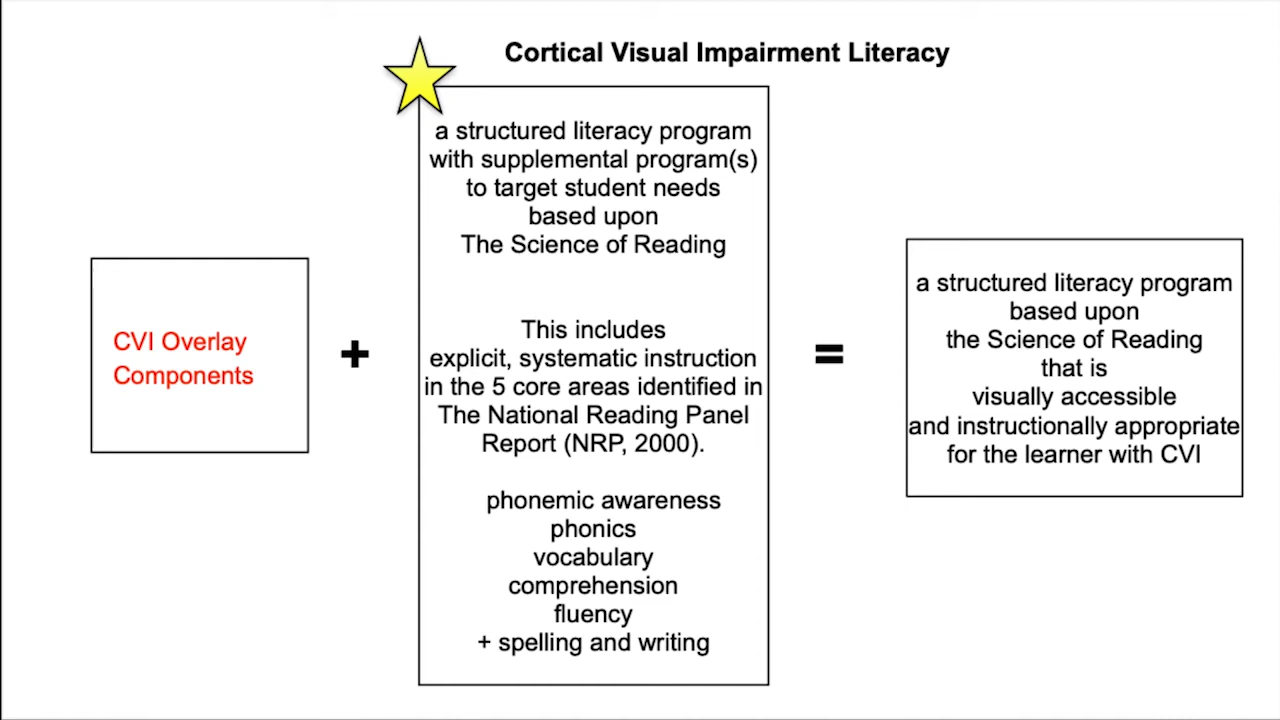 Cortical Visual Impairment Literacy
CVI Overlay
Components
+
a structured literacy program
with supplemental program(s)
to target student needs
based upon
The Science of Reading
This includes
explicit, systematic instruction
in the 5 core areas identified in
The National Reading Panel
Report (NRP, 2000).
phonemic awareness
phonics
vocabulary
comprehension
fluency
+ spelling and writing
=
a structured literacy program
based upon
the Science of Reading
that is
visually accessible
and instructionally appropriate
for the learner with CVI